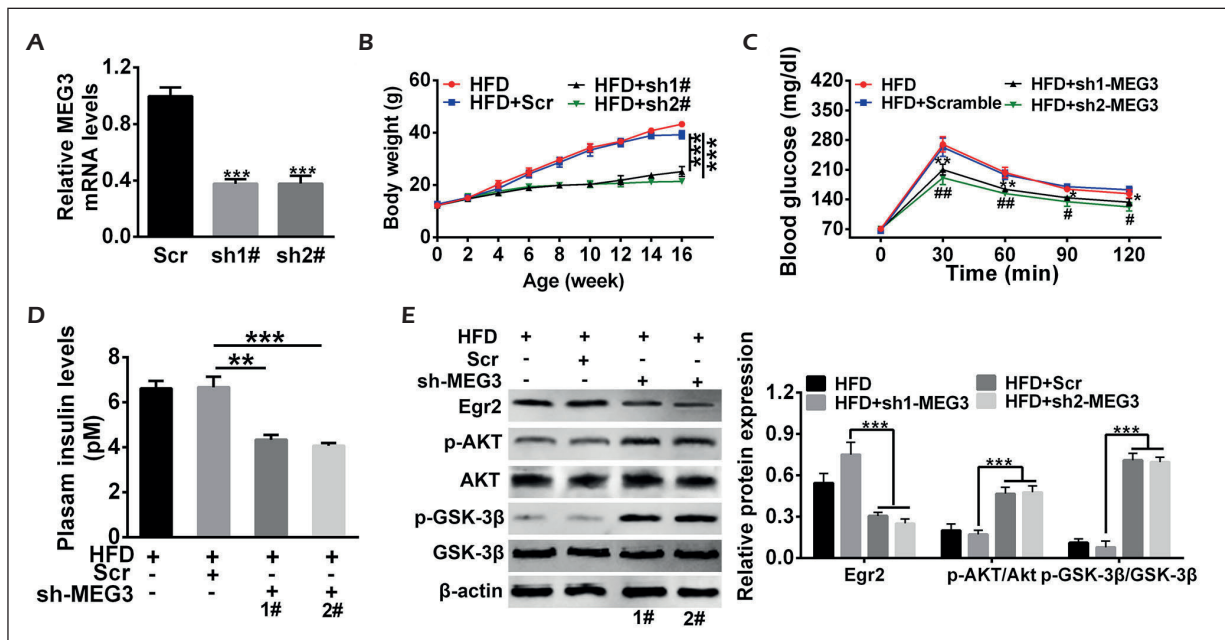 A
Relative MEG3
mRNA levels
1.2
0.8
0.4
0.0
***
***
Scr
sh1#
sh2#
B
Body weight (g)
60
40
20
0
HFD
HFD+Scr
HFD+sh1#
HFD+sh2#
***
***
0 2 4 6 8 10 12 14 16
Age (week)
C
Blood glucose (mg/dl)
420
350
280
210
140
70
HFD
HFD+Scramble
HFD+sh1-MEG3
HFD+sh2-MEG3
**
**
*
*
##
##
#
#
0 30 60 90 120
Time (min)
D
Plasam insulin levels
(pM)
9
6
4
2
0
***
**
HFD + + + +
Scr - + - -
sh-MEG3 - - + +
1# 2#
E
HFD + + + +
Scr - + - -
sh-MEG3 - - + +
Egr2
p-AKT
AKT
p-GSK-3β
GSK-3β
β-actin
1# 2#
Relative protein expression
1.2
0.9
0.6
0.3
0.0
HFD
HFD+Scr
HFD+sh1-MEG3
HFD+sh2-MEG3
***
***
***
Egr2
p-AKT/Akt
p-GSK-3β/GSK-3β